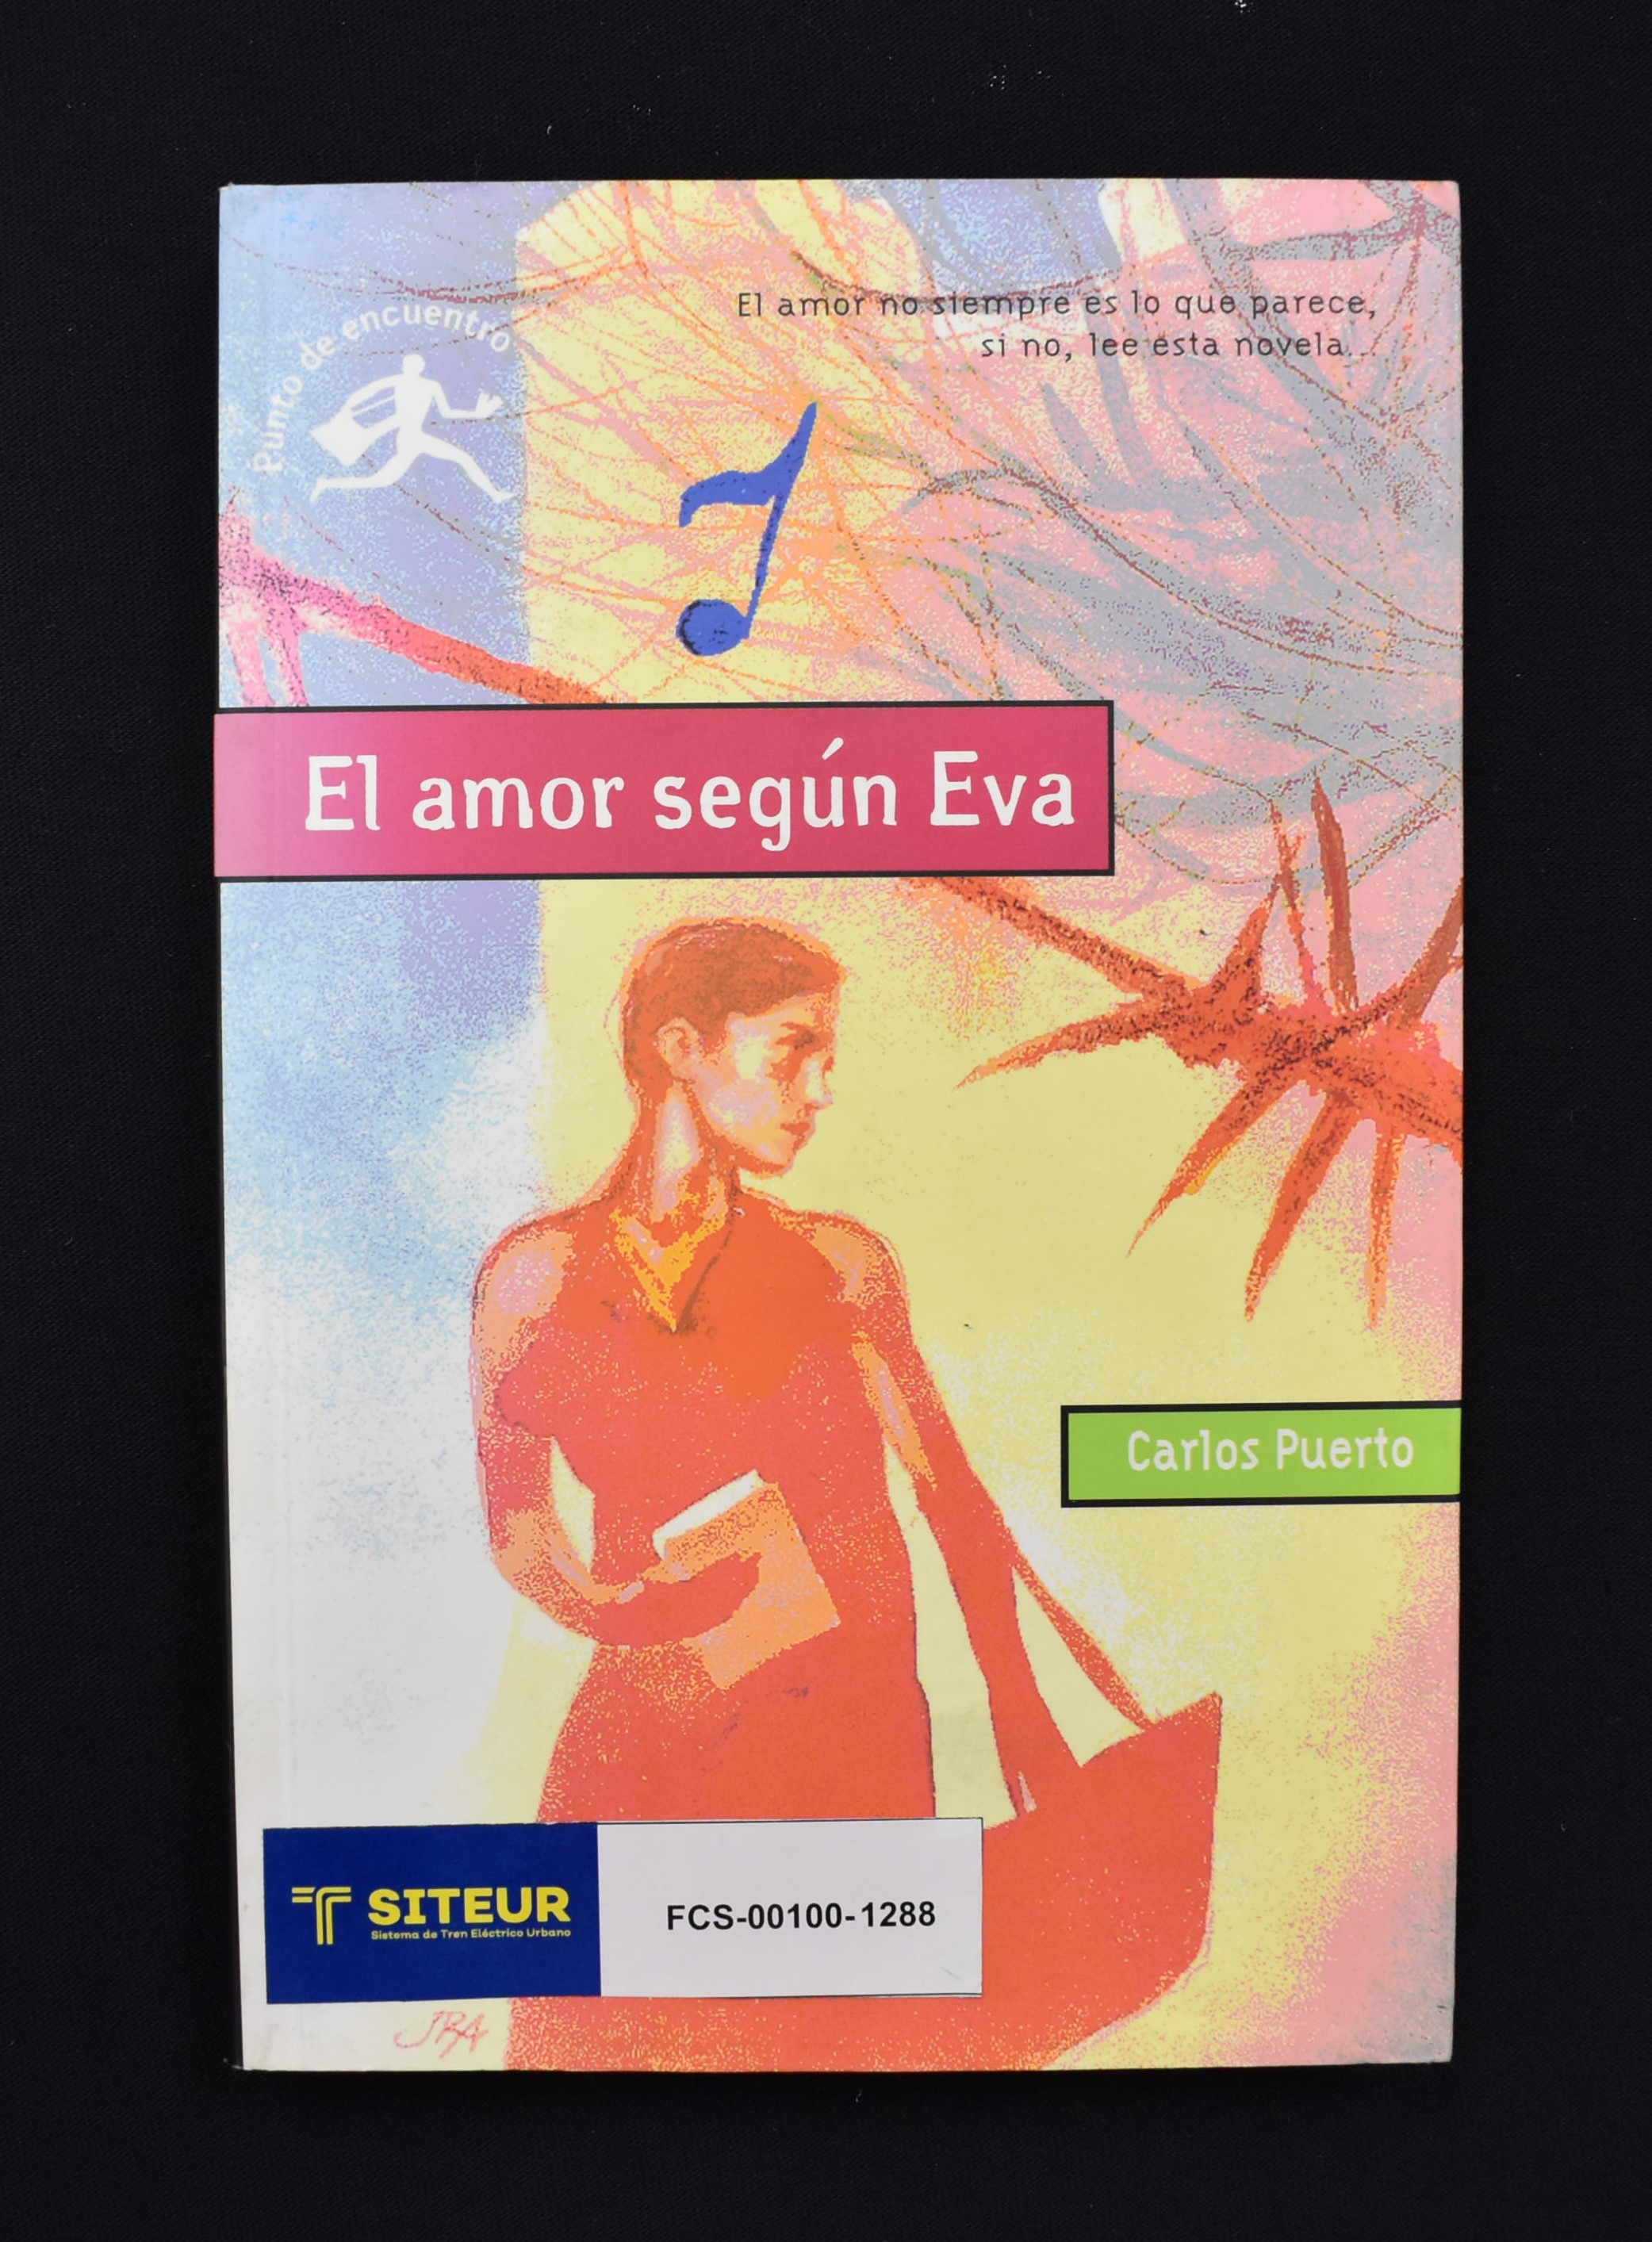 El amor no siempre es lo que parece,
si no, lee esta novela...
Punto de encuentro
El amor según Eva
Carlos Puerto
SITEUR
Sistema de Tren Eléctrico Urbano
FCS-00100-1288
JRA